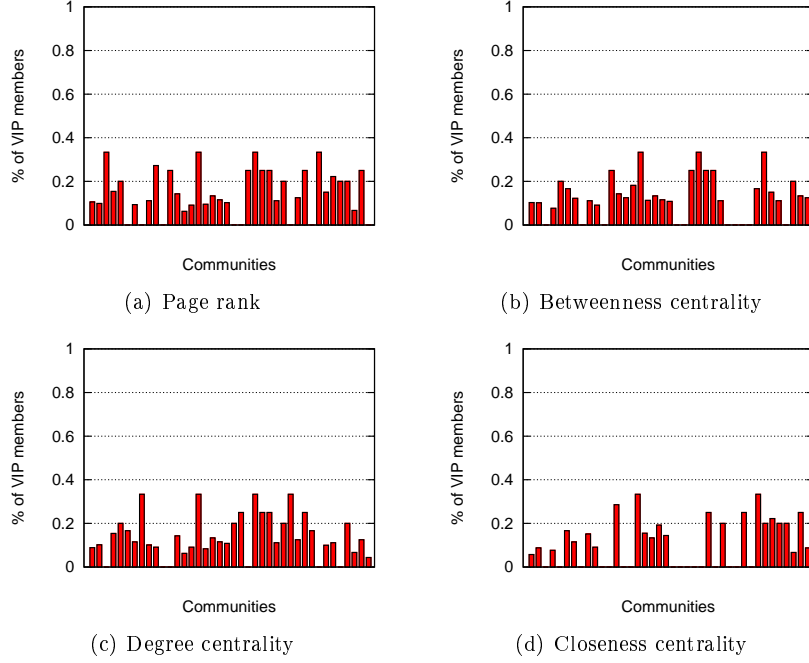 1
0.8
0.6
0.4
0.2
0
% of VIP members
Communities
(a) Page rank
1
0.8
0.6
0.4
0.2
0
% of VIP members
Communities
(b) Betweenness centrality
1
0.8
0.6
0.4
0.2
0
% of VIP members
Communities
(c) Degree centrality
1
0.8
0.6
0.4
0.2
0
% of VIP members
Communities
(d) Closeness centrality